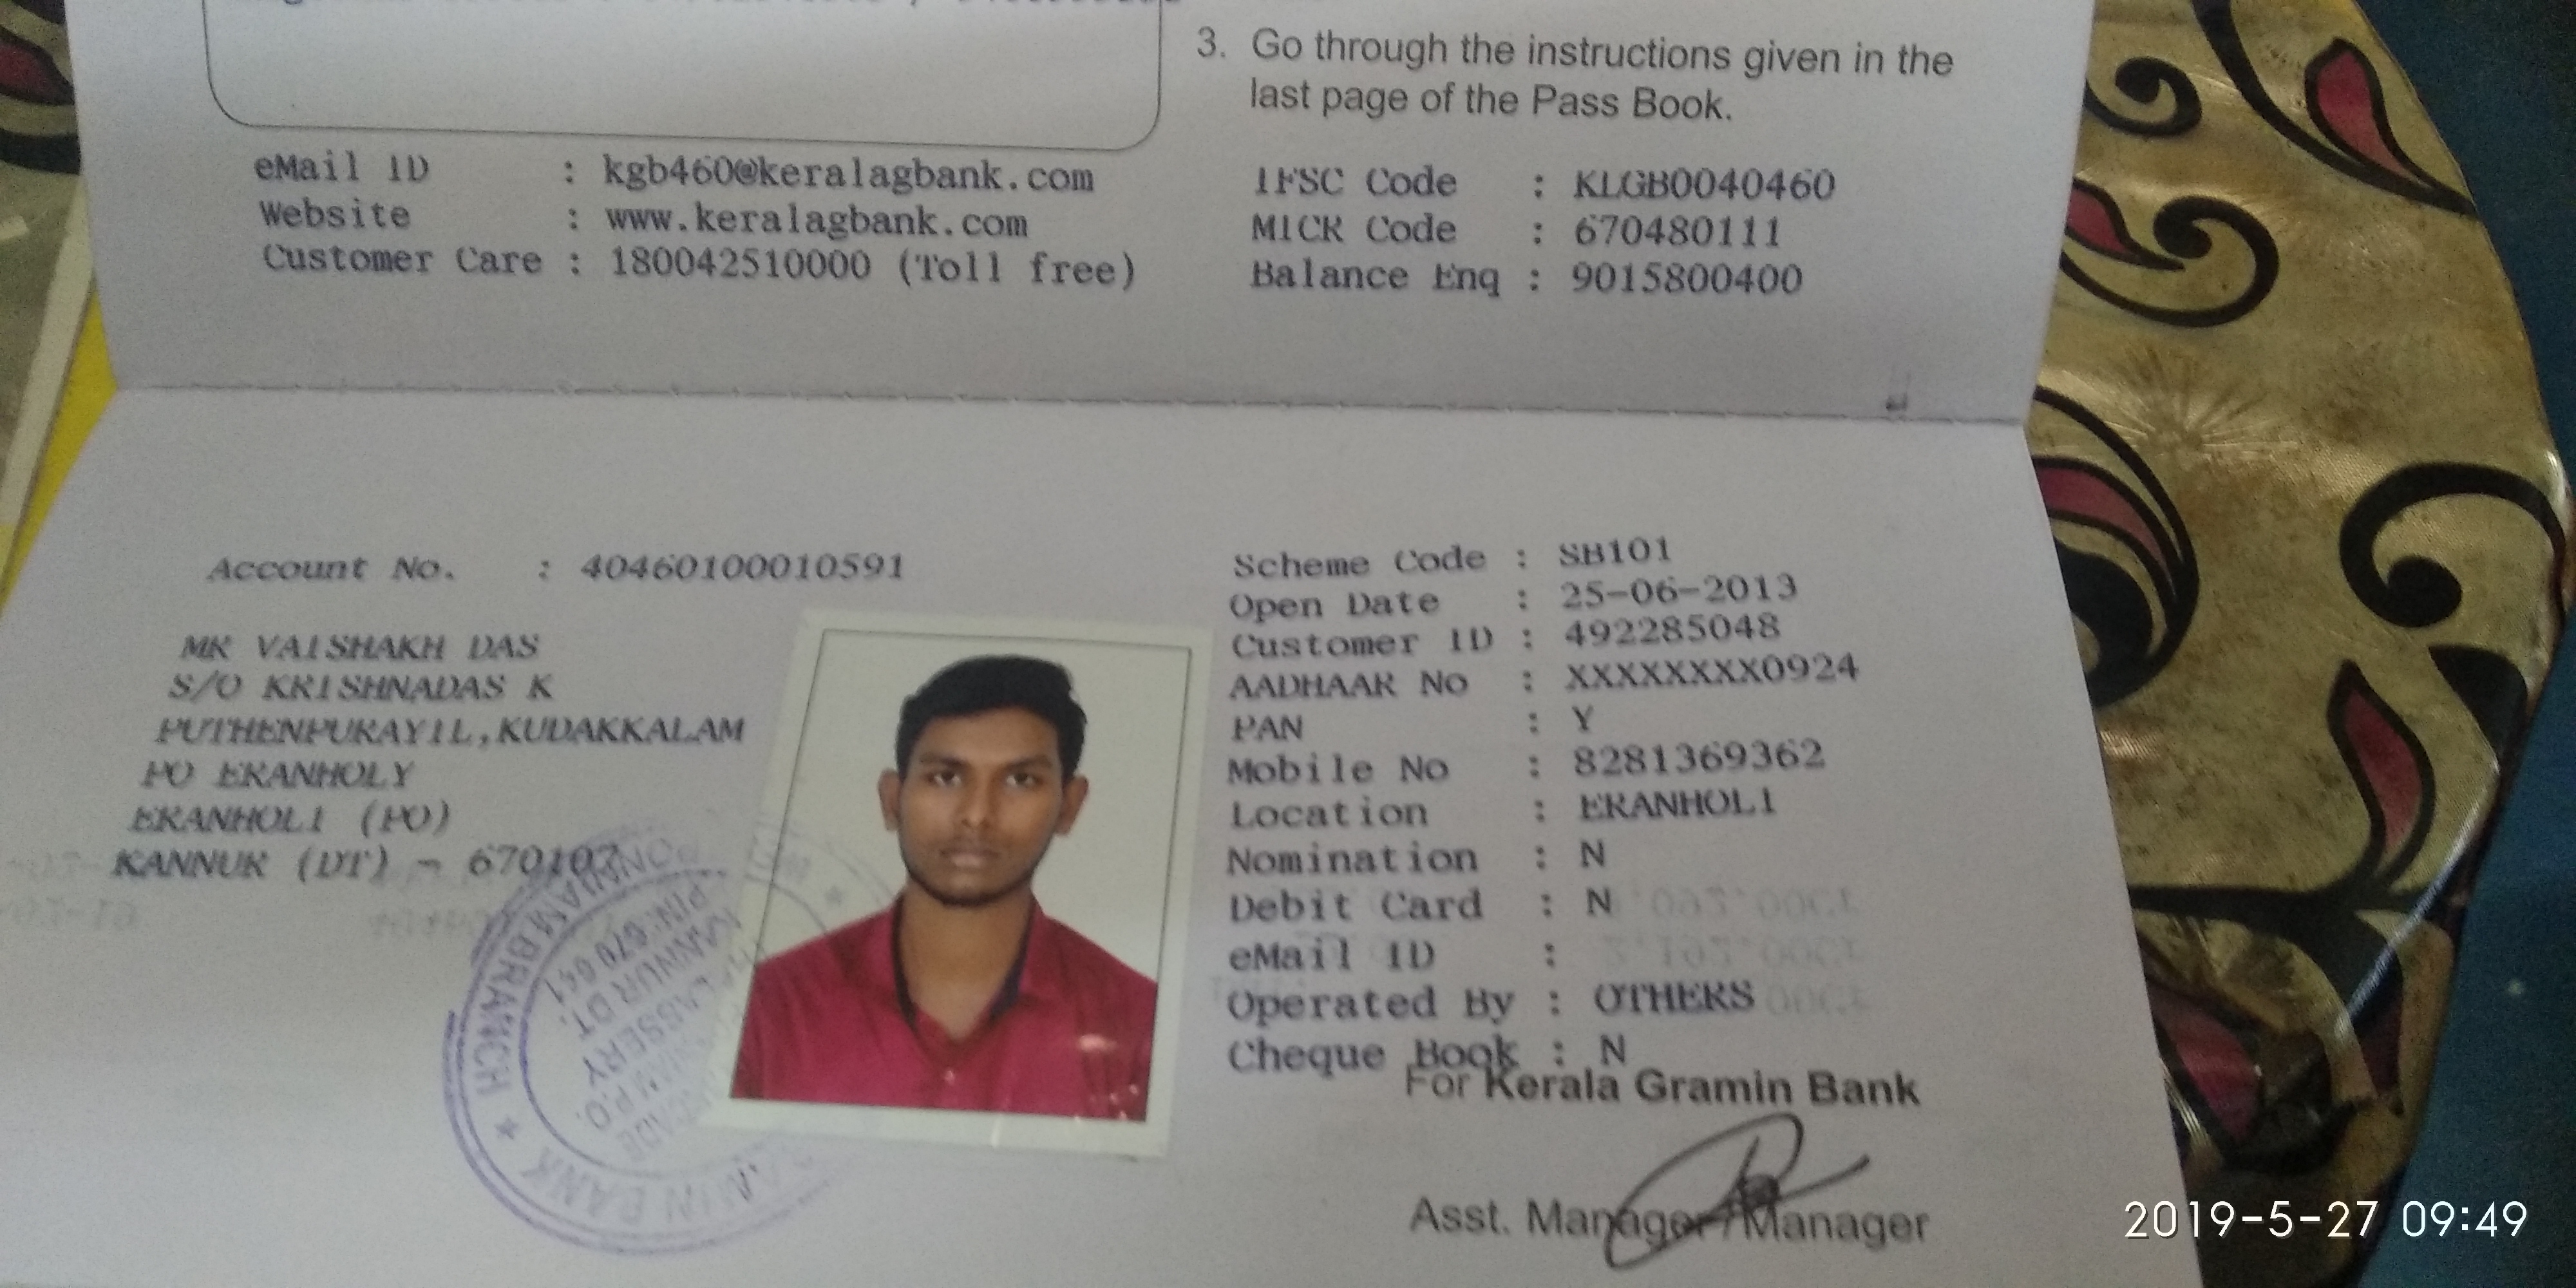 3. Go through the instructions given in the
last page of the Pass Book.
eMail ID : kgb460@keralagbank.com
Website : www.keralagbank.com
Customer Care : 180042510000 (Toll free)
IFSC Code : KLGB0040460
MICR Code : 670480111
Balance Enq : 9015800400
Account No. : 40460100010591
MR VAISHAKH DAS
S/O KRISHNADAS K
PUTHENPURAYIL,KUDAKKALAM
PO ERANHOLY
ERANHOLI (PO)
KANNUR (DT) - 670107
Scheme Code : SB101
Open Date : 25-06-2013
Customer ID : 492285048
AADHAAR No : XXXXXXXX0924
PAN : Y
Mobile No : 8281369362
Location : ERANHOLI
Nomination : N
Debit Card : N
eMail ID :
Operated By : OTHERS
Cheque Book : N
For Kerala Gramin Bank
Asst. Manager/Manager
BRANCH ★
BANK
P.O.
KANNUR DT.
PIN: 670 641
2019-5-27 09:49